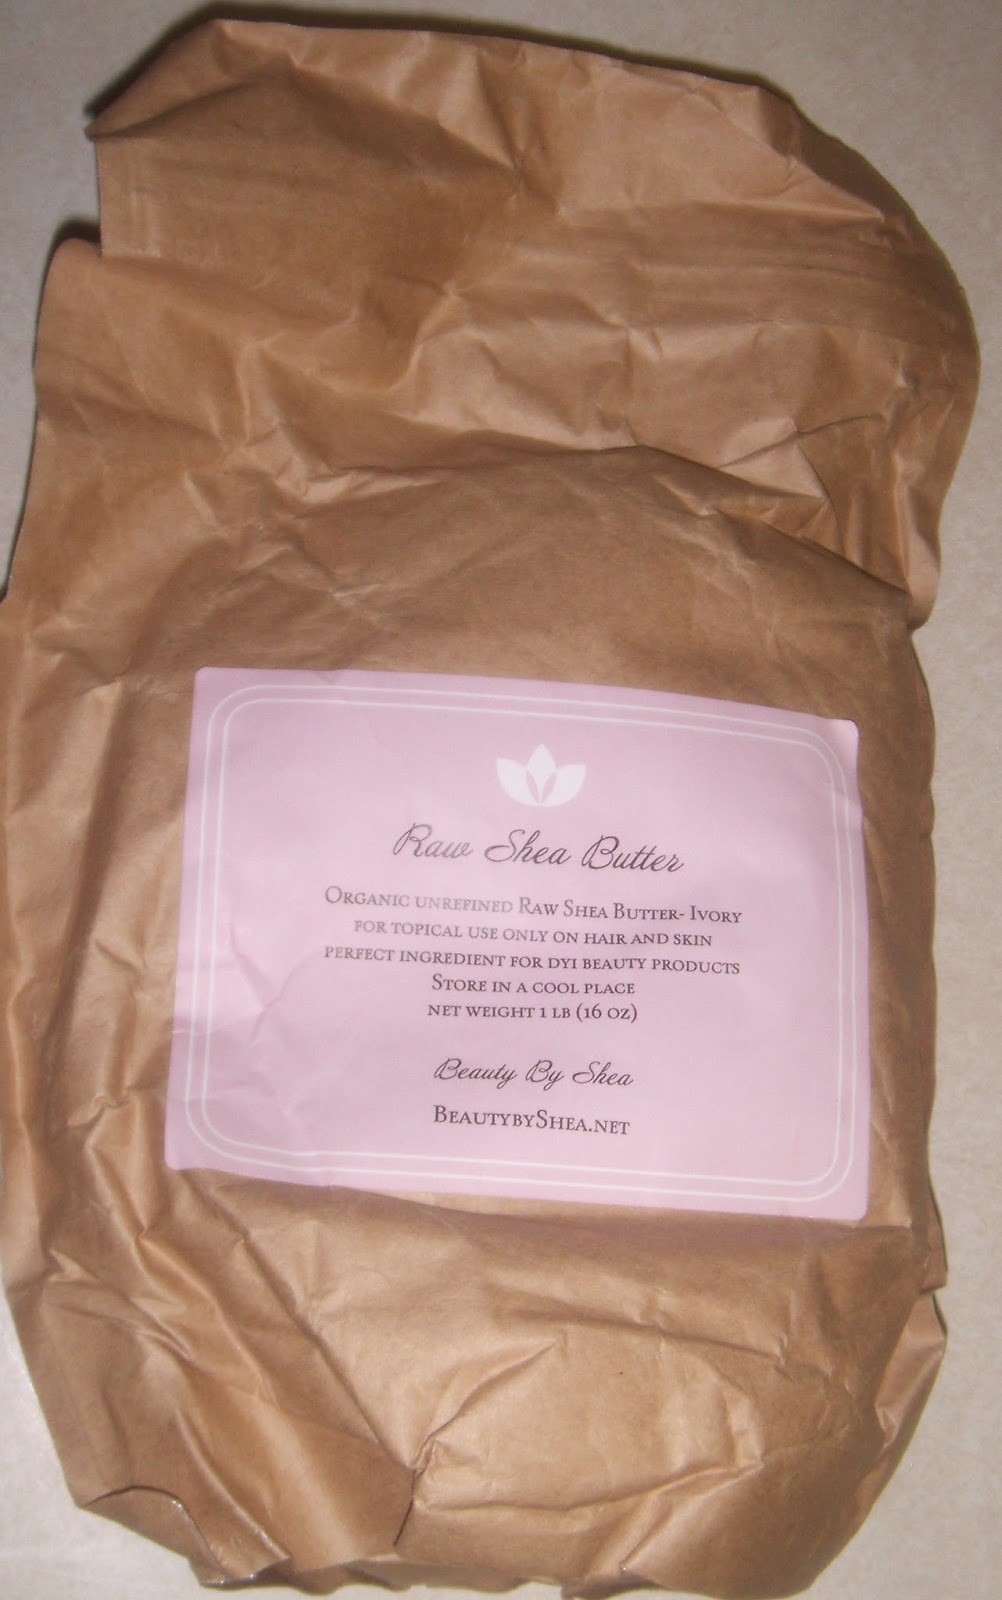 Raw Shea Butter
Organic unrefined Raw Shea Butter- Ivory
for topical use only on hair and skin
perfect ingredient for dyi beauty products
Store in a cool place
net weight 1 lb (16 oz)
Beauty By Shea
BeautybyShea.net